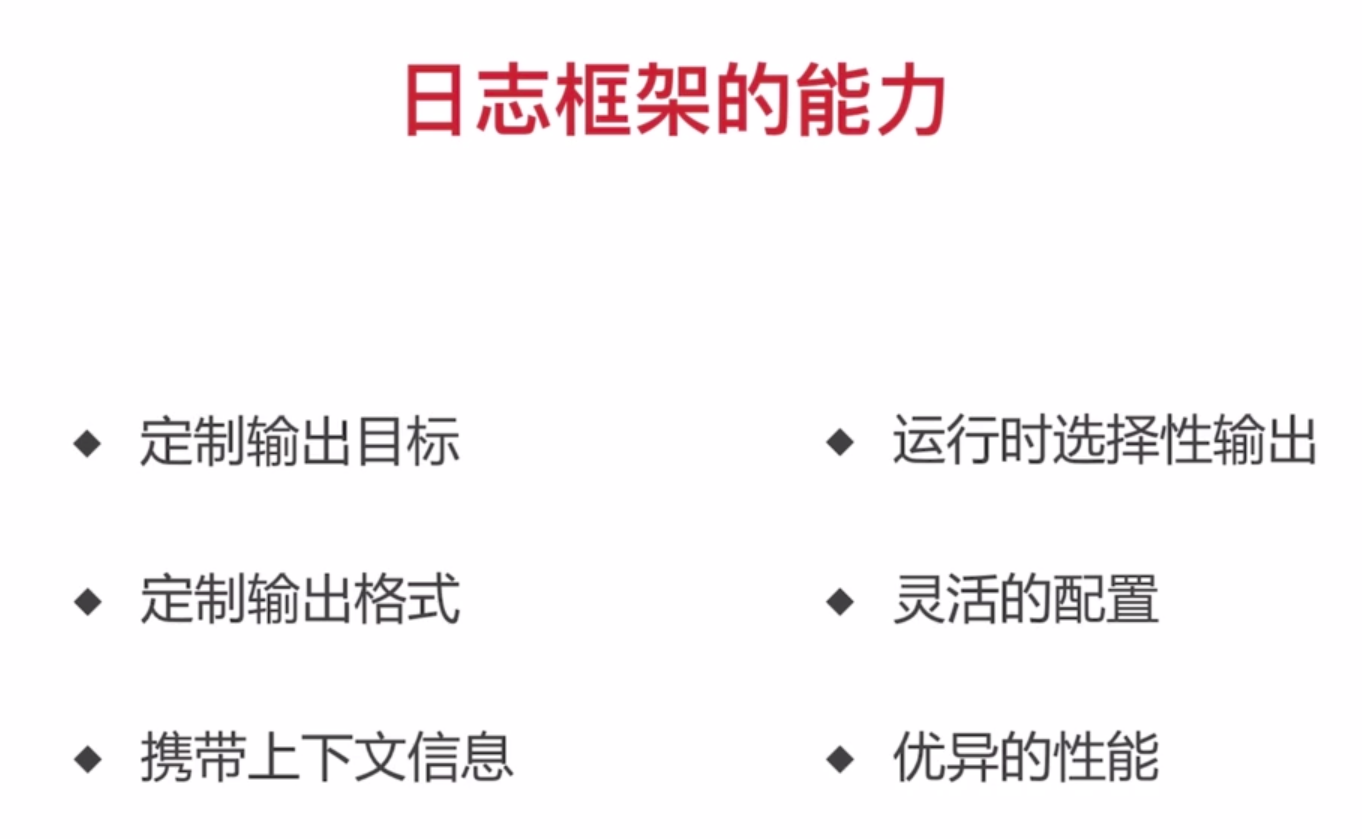 日志框架的能力
◆ 定制输出目标
◆ 定制输出格式
◆ 携带上下文信息
◆ 运行时选择性输出
◆ 灵活的配置
◆ 优异的性能